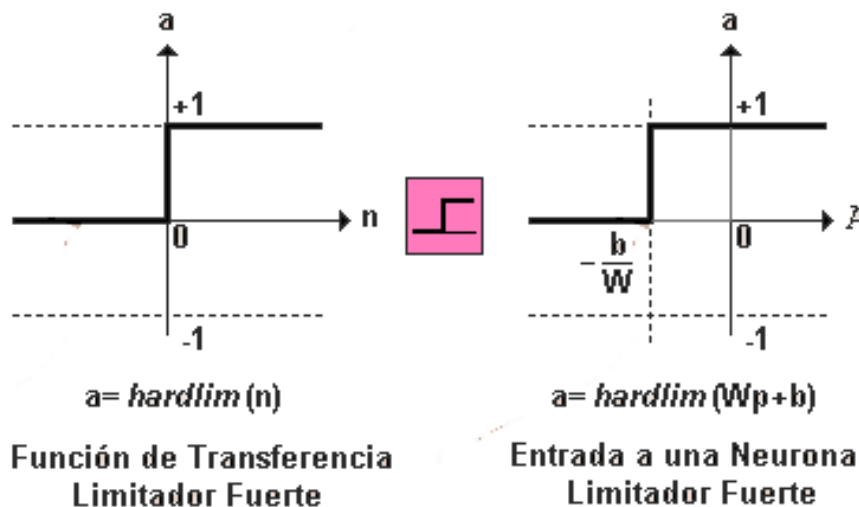 a
+1
n
0
-1
a= hardlim (n)
Función de Transferencia
Limitador Fuerte
a
+1
0
- b
W
-1
a= hardlim (Wp+b)
Entrada a una Neurona
Limitador Fuerte